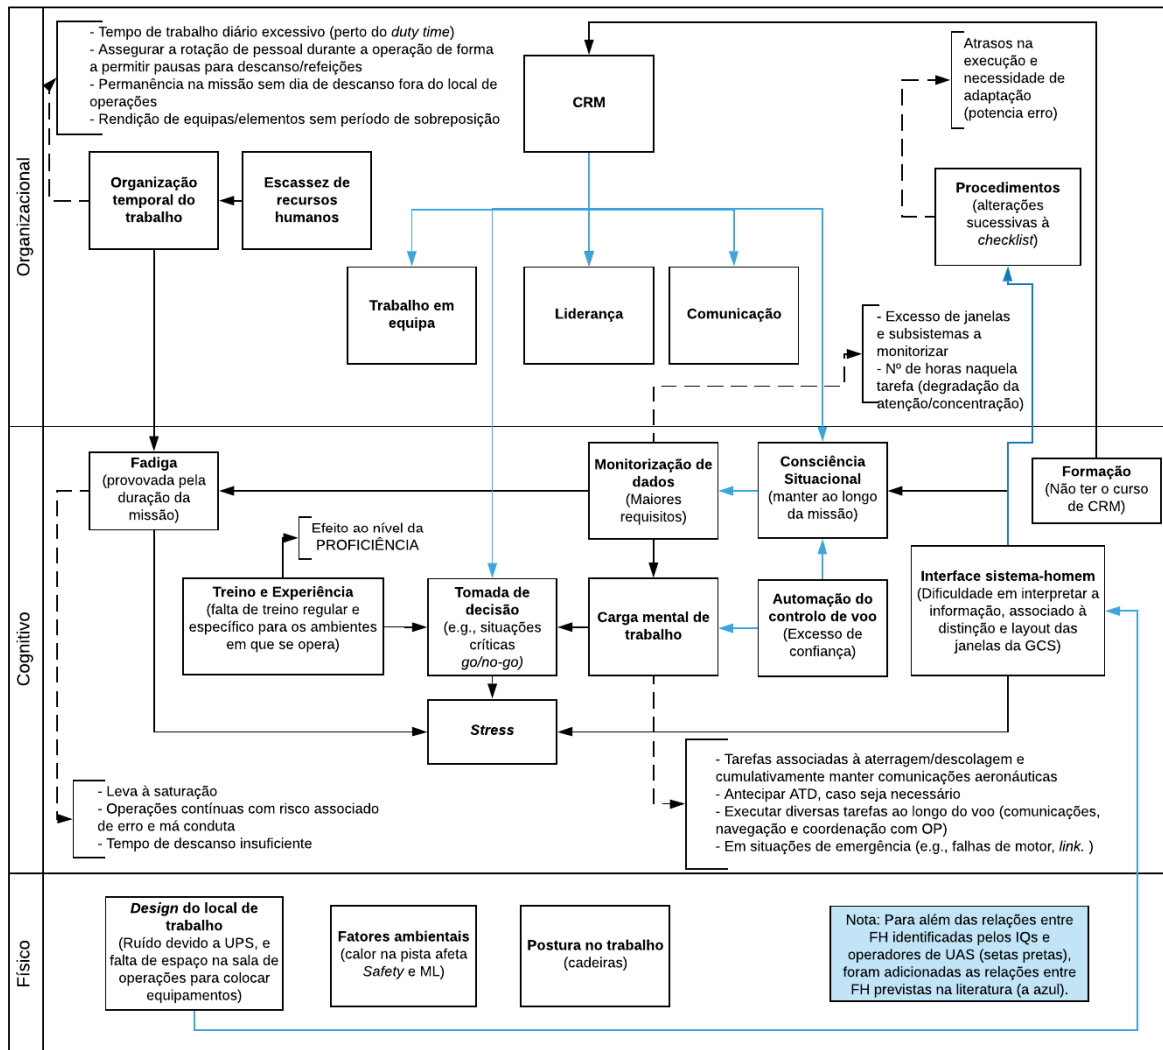 - Tempo de trabalho diário excessivo (perto do duty time)
- Assegurar a rotação de pessoal durante a operação de forma
a permitir pausas para descanso/refeições
- Permanência na missão sem dia de descanso fora do local de
operações
- Rendição de equipas/elementos sem período de sobreposição
CRM
Atrasos na
execução e
necessidade de
adaptação
(potencia erro)
Organizacional
Organização
temporal do
trabalho
Escassez de
recursos
humanos
Procedimentos
(alterações
sucessivas à
checklist)
Trabalho em
equipa
Liderança
Comunicação
- Excesso de janelas
e subsistemas a
monitorizar
- Nº de horas naquela
tarefa (degradação da
atenção/concentração)
Cognitivo
Fadiga
(provovada pela
duração da
missão)
Monitorização de
dados
(Maiores
requisitos)
Consciência
Situacional
(manter ao longo
da missão)
Formação
(Não ter o curso
de CRM)
Efeito ao nível da
PROFICIÊNCIA
Treino e Experiência
(falta de treino regular e
específico para os ambientes
em que se opera)
Tomada de
decisão
(e.g., situações
críticas
go/no-go)
Carga mental de
trabalho
Automação do
controlo de voo
(Excesso de
confiança)
Interface sistema-homem
(Dificuldade em interpretar a
informação, associado à
distinção e layout das
janelas da GCS)
Stress
- Leva à saturação
- Operações contínuas com risco associado
de erro e má conduta
- Tempo de descanso insuficiente
- Tarefas associadas à aterragem/descolagem e
cumulativamente manter comunicações aeronáuticas
- Antecipar ATD, caso seja necessário
- Executar diversas tarefas ao longo do voo (comunicações,
navegação e coordenação com OP)
- Em situações de emergência (e.g., falhas de motor, link. )
Físico
Design do local de
trabalho
(Ruído devido a UPS, e
falta de espaço na sala de
operações para colocar
equipamentos)
Fatores ambientais
(calor na pista afeta
Safety e ML)
Postura no trabalho
(cadeiras)
Nota: Para além das relações entre
FH identificadas pelos IQs e
operadores de UAS (setas pretas),
foram adicionadas as relações entre
FH previstas na literatura (a azul).